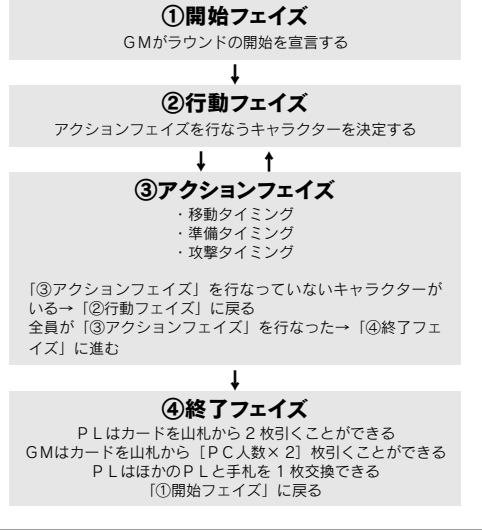 ①開始フェイズ
GMがラウンドの開始を宣言する
↓
②行動フェイズ
アクションフェイズを行なうキャラクターを決定する
↓ ↑
③アクションフェイズ
・移動タイミング
・準備タイミング
・攻撃タイミング
「③アクションフェイズ」を行なっていないキャラクターが
いる→「②行動フェイズ」に戻る
全員が「③アクションフェイズ」を行なった→「④終了フェ
イズ」に進む
↓
④終了フェイズ
ＰＬはカードを山札から 2 枚引くことができる
GMはカードを山札から［ＰＣ人数× 2］枚引くことができる
ＰＬはほかのＰＬと手札を 1 枚交換できる
「①開始フェイズ」に戻る